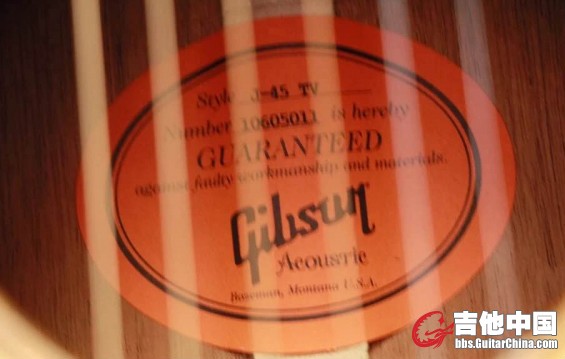 Style J-45 TV
Number 10605011 is hereby
GUARANTEED
against faulty workmanship and materials.
Gibson
Acoustic
Bozeman, Montana U.S.A.
吉他中国
bbs.GuitarChina.com